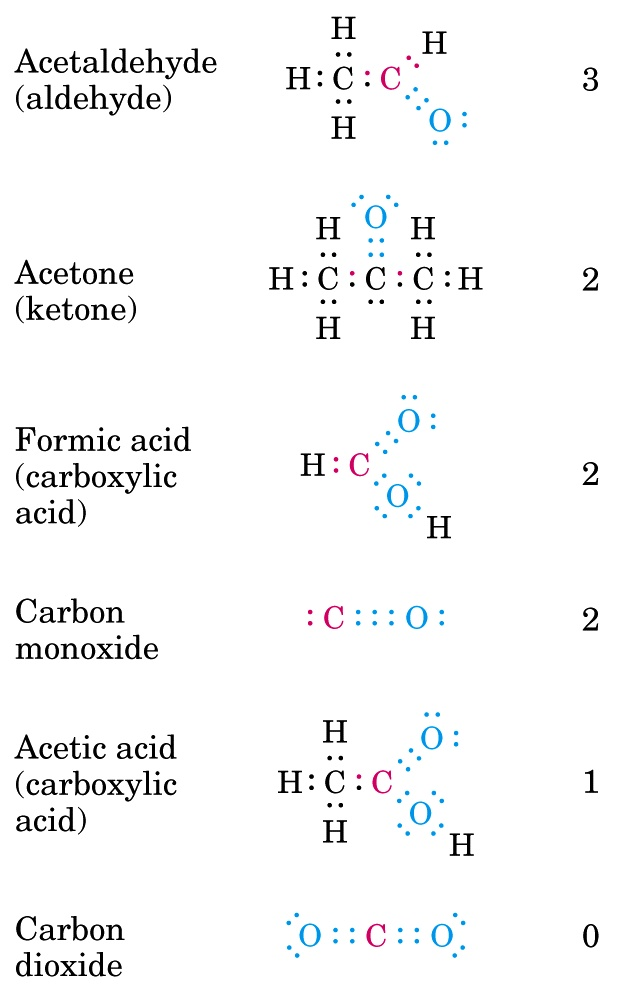 H
Acetaldehyde H:C:C H 3
(aldehyde) O:
H
O
H H
Acetone H:C:C:C:H 2
(ketone)
H H
O:
Formic acid
(carboxylic H:C 2
acid) O
H
Carbon :C:::O: 2
monoxide
H
O:
Acetic acid
(carboxylic H:C:C 1
acid) O
H H
Carbon O::C::O 0
dioxide